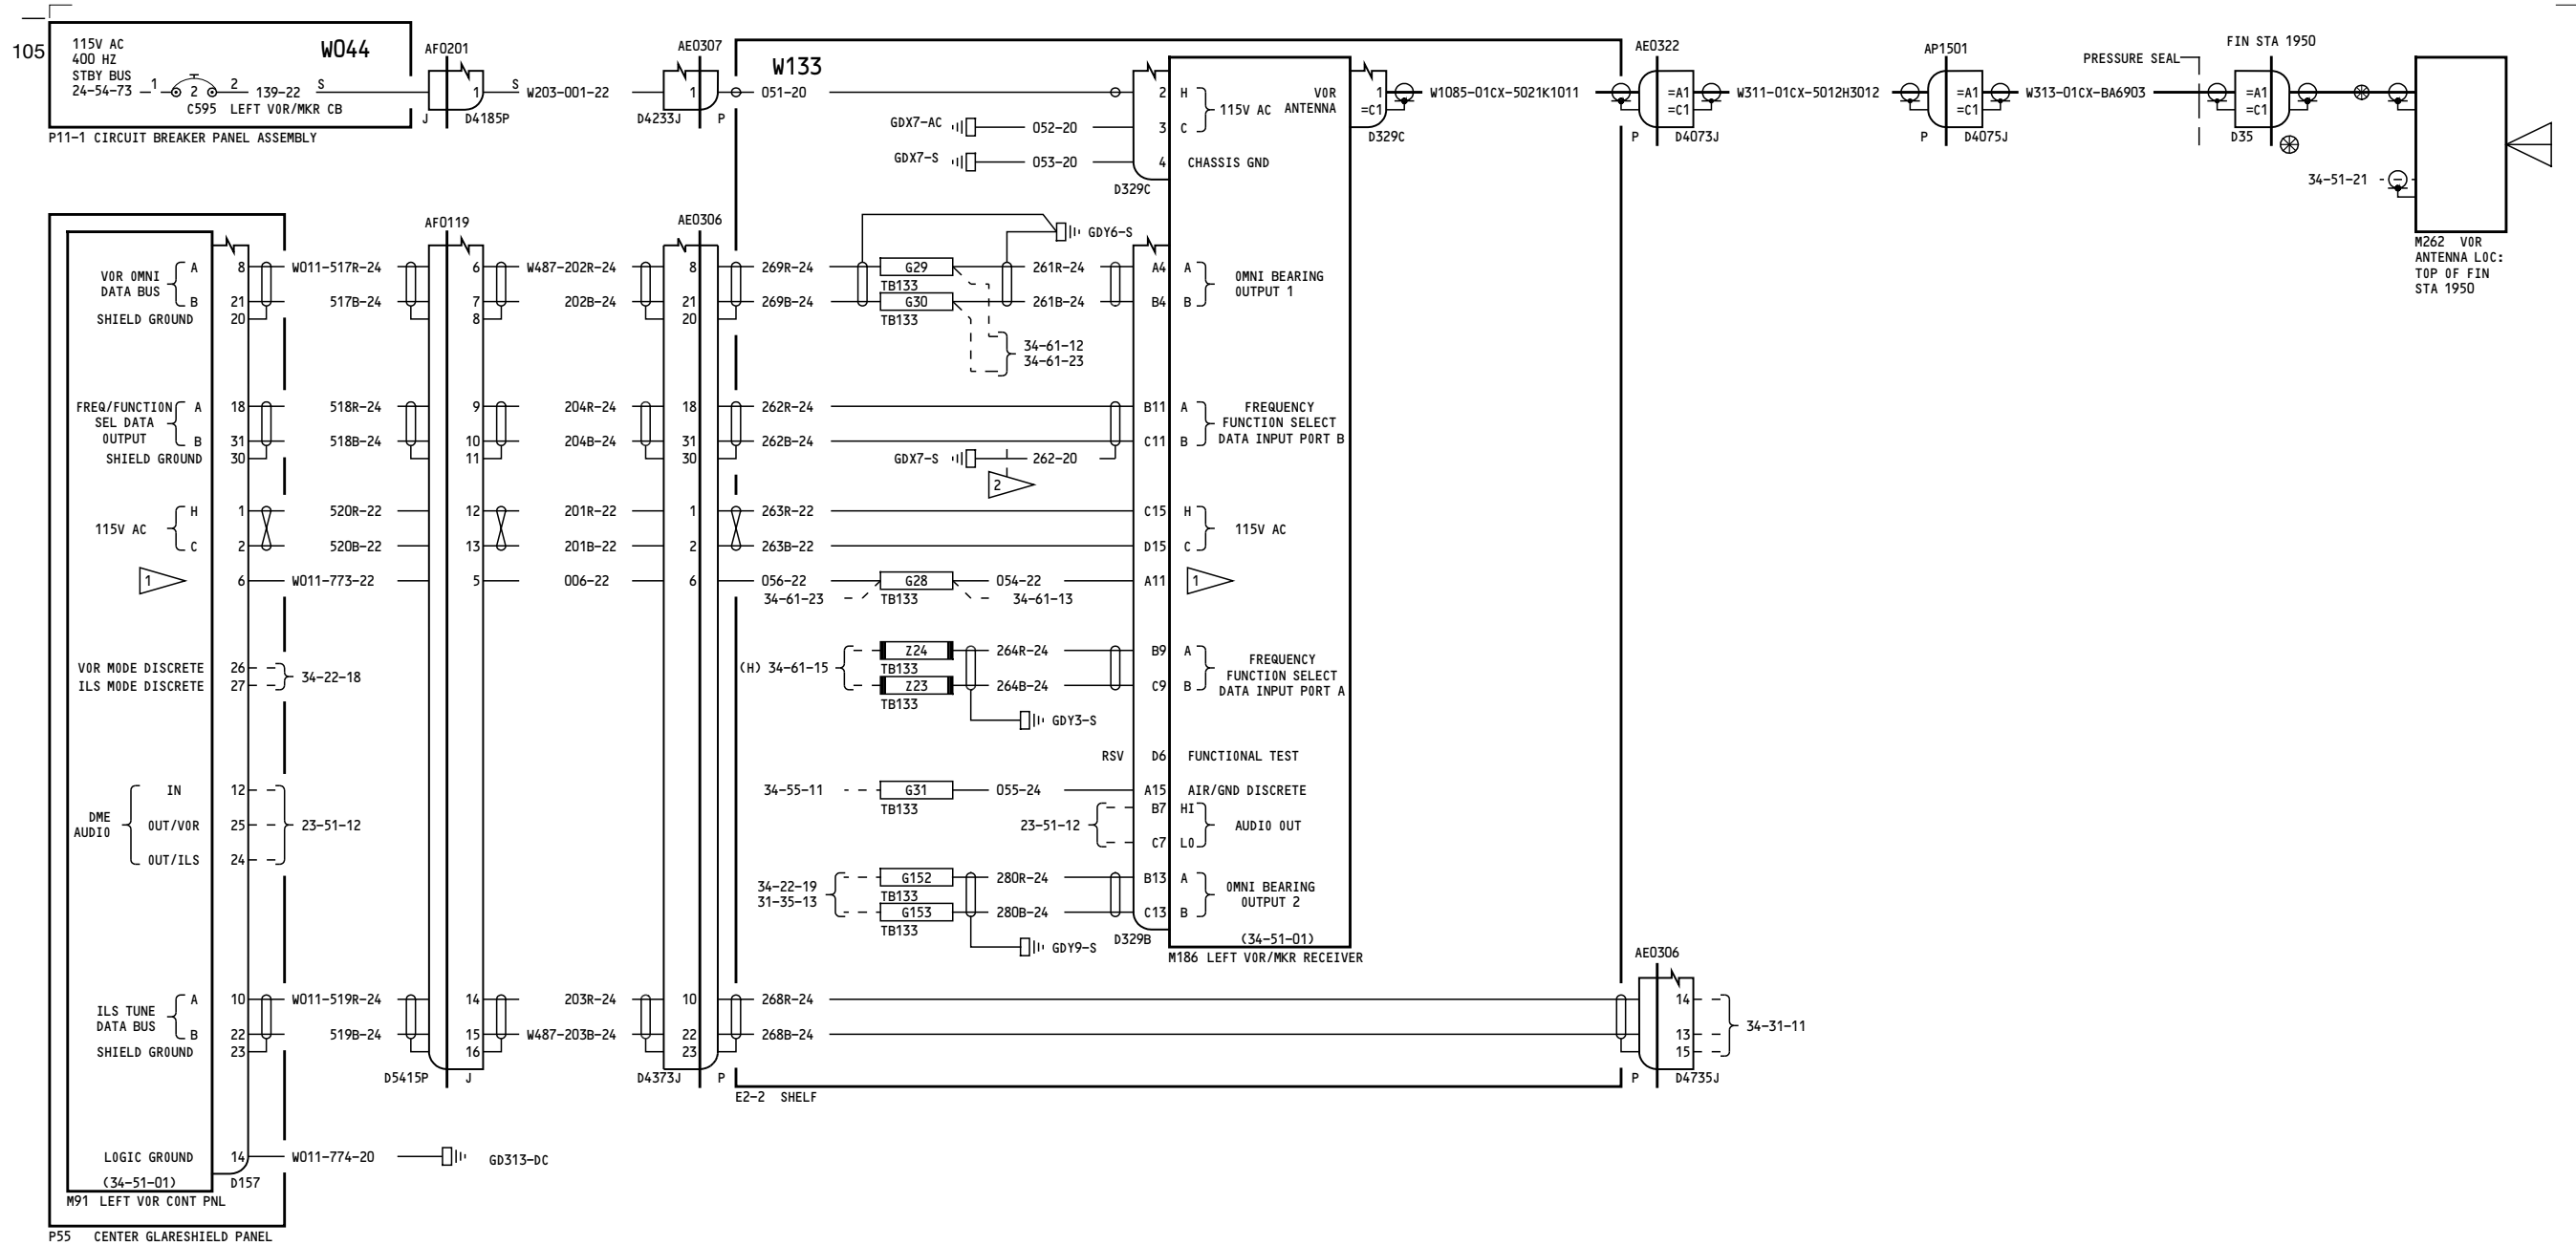 105
115V AC
400 HZ
STBY BUS
24-54-73
1
2
2
139-22
S
C595 LEFT VOR/MKR CB
W044
P11-1 CIRCUIT BREAKER PANEL ASSEMBLY
AF0201
1
J
D4185P
S
W203-001-22
AE0307
1
D4233J
P
W133
051-20
GDX7-AC
052-20
GDX7-S
053-20
2
3
4
D329C
H
C
115V AC
CHASSIS GND
VOR
ANTENNA
1
=C1
D329C
W1085-01CX-5021K1011
AE0322
=A1
=C1
P
D4073J
W311-01CX-5012H3012
AP1501
=A1
=C1
P
D4075J
W313-01CX-BA6903
PRESSURE SEAL
FIN STA 1950
=A1
=C1
D35
34-51-21
M262 VOR
ANTENNA LOC:
TOP OF FIN
STA 1950
VOR OMNI
DATA BUS
A
B
SHIELD GROUND
8
21
20
W011-517R-24
517B-24
AF0119
6
7
8
W487-202R-24
202B-24
AE0306
8
21
20
269R-24
269B-24
G29
TB133
G30
TB133
GDY6-S
261R-24
261B-24
34-61-12
34-61-23
A4
B4
A
B
OMNI BEARING
OUTPUT 1
FREQ/FUNCTION
SEL DATA
OUTPUT
A
B
SHIELD GROUND
18
31
30
518R-24
518B-24
9
10
11
204R-24
204B-24
18
31
30
262R-24
262B-24
GDX7-S
262-20
2
B11
C11
A
B
FREQUENCY
FUNCTION SELECT
DATA INPUT PORT B
115V AC
H
C
1
2
520R-22
520B-22
12
13
201R-22
201B-22
1
2
263R-22
263B-22
C15
D15
H
C
115V AC
1
6
W011-773-22
5
006-22
6
056-22
34-61-23
G28
TB133
054-22
34-61-13
A11
1
VOR MODE DISCRETE
ILS MODE DISCRETE
26
27
34-22-18
(H) 34-61-15
Z24
TB133
Z23
TB133
264R-24
264B-24
GDY3-S
B9
C9
A
B
FREQUENCY
FUNCTION SELECT
DATA INPUT PORT A
RSV
D6
FUNCTIONAL TEST
DME
AUDIO
IN
OUT/VOR
OUT/ILS
12
25
24
23-51-12
34-55-11
G31
TB133
055-24
A15
AIR/GND DISCRETE
23-51-12
B7
C7
HI
LO
AUDIO OUT
34-22-19
31-35-13
G152
TB133
G153
TB133
280R-24
280B-24
GDY9-S
B13
C13
D329B
A
B
OMNI BEARING
OUTPUT 2
(34-51-01)
M186 LEFT VOR/MKR RECEIVER
ILS TUNE
DATA BUS
A
B
SHIELD GROUND
10
22
23
W011-519R-24
519B-24
14
15
16
D5415P
J
203R-24
W487-203B-24
10
22
23
D4373J
P
268R-24
268B-24
E2-2 SHELF
AE0306
14
13
15
P
D4735J
34-31-11
LOGIC GROUND
14
W011-774-20
GD313-DC
(34-51-01)
D157
M91 LEFT VOR CONT PNL
P55 CENTER GLARESHIELD PANEL